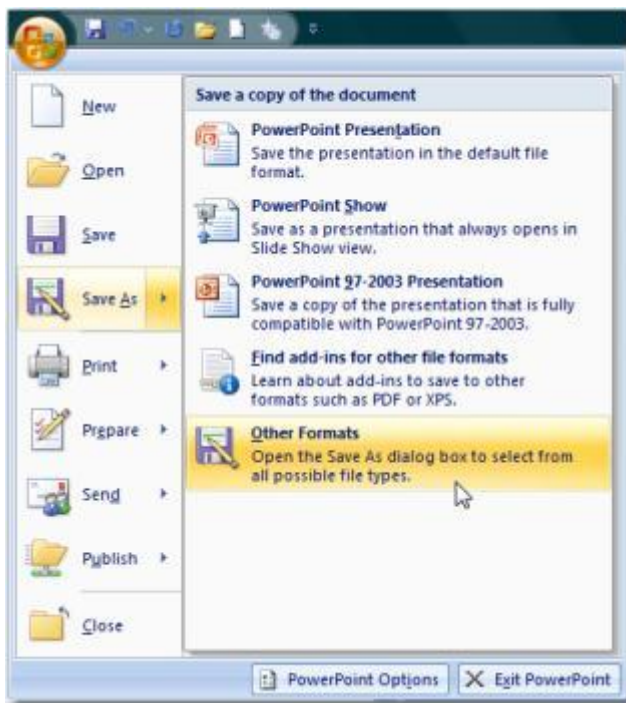 New
Open
Save
Save As
Print
Prepare
Send
Publish
Close
Save a copy of the document
PowerPoint Presentation
Save the presentation in the default file
format.
PowerPoint Show
Save as a presentation that always opens in
Slide Show view.
PowerPoint 97-2003 Presentation
Save a copy of the presentation that is fully
compatible with PowerPoint 97-2003.
Find add-ins for other file formats
Learn about add-ins to save to other
formats such as PDF or XPS.
Other Formats
Open the Save As dialog box to select from
all possible file types.
PowerPoint Options
Exit PowerPoint